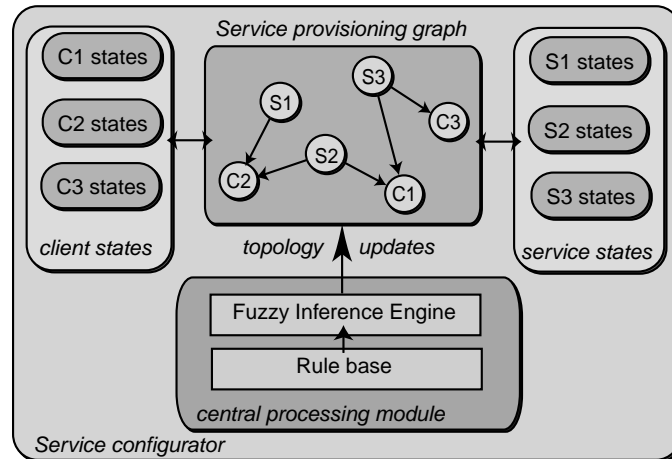 Service provisioning graph
C1 states
C2 states
C3 states
client states
S1
S3
C3
S2
C2
C1
S1 states
S2 states
S3 states
service states
topology updates
Fuzzy Inference Engine
Rule base
central processing module
Service configurator